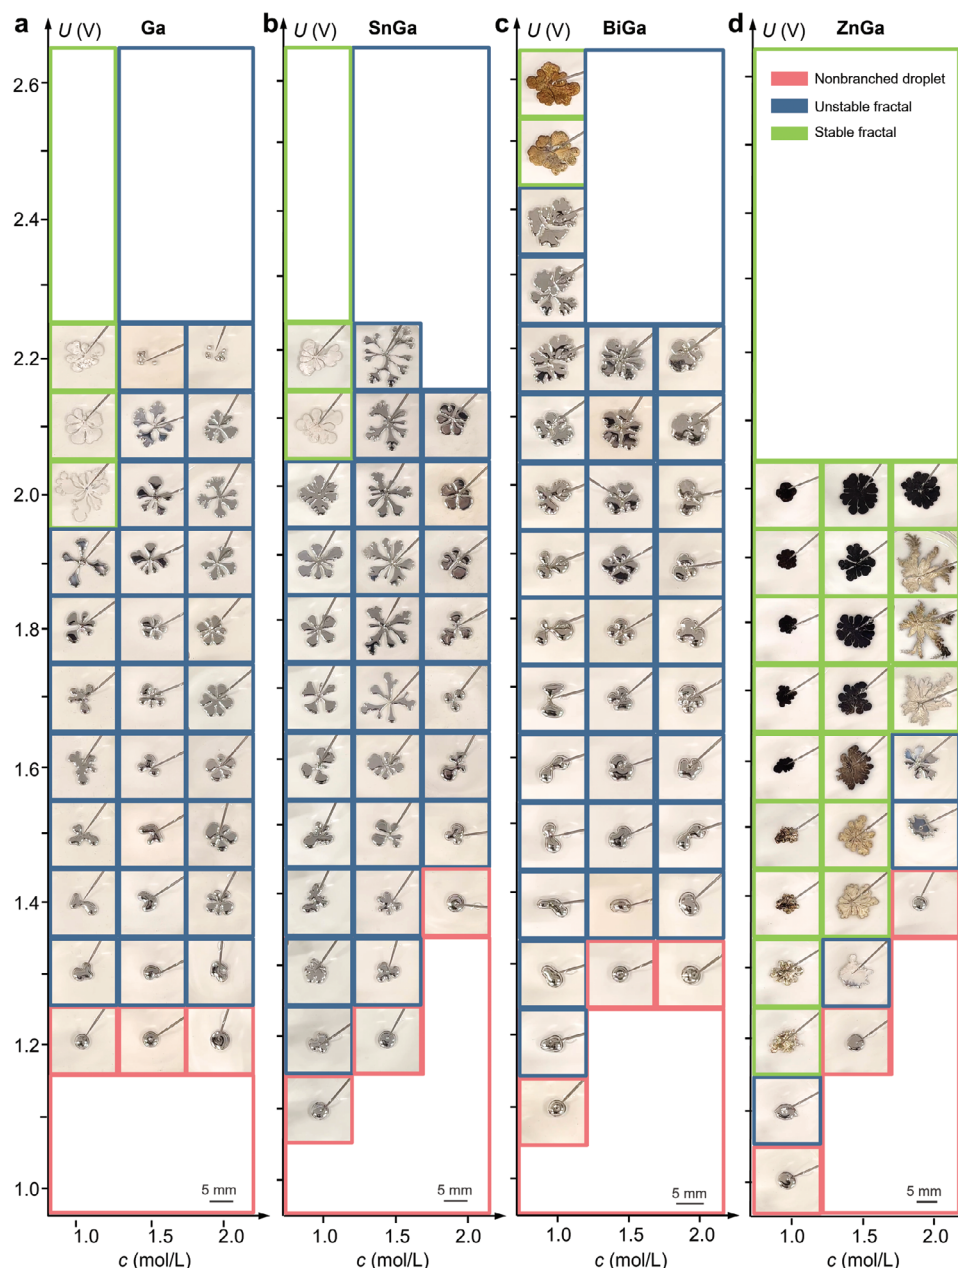 a U (V) Ga
b U (V) SnGa
c U (V) BiGa
d U (V) ZnGa
Nonbranched droplet
Unstable fractal
Stable fractal
2.6
2.4
2.2
2.0
1.8
1.6
1.4
1.2
1.0
5 mm
5 mm
5 mm
5 mm
1.0 1.5 2.0
1.0 1.5 2.0
1.0 1.5 2.0
1.0 1.5 2.0
c (mol/L)
c (mol/L)
c (mol/L)
c (mol/L)